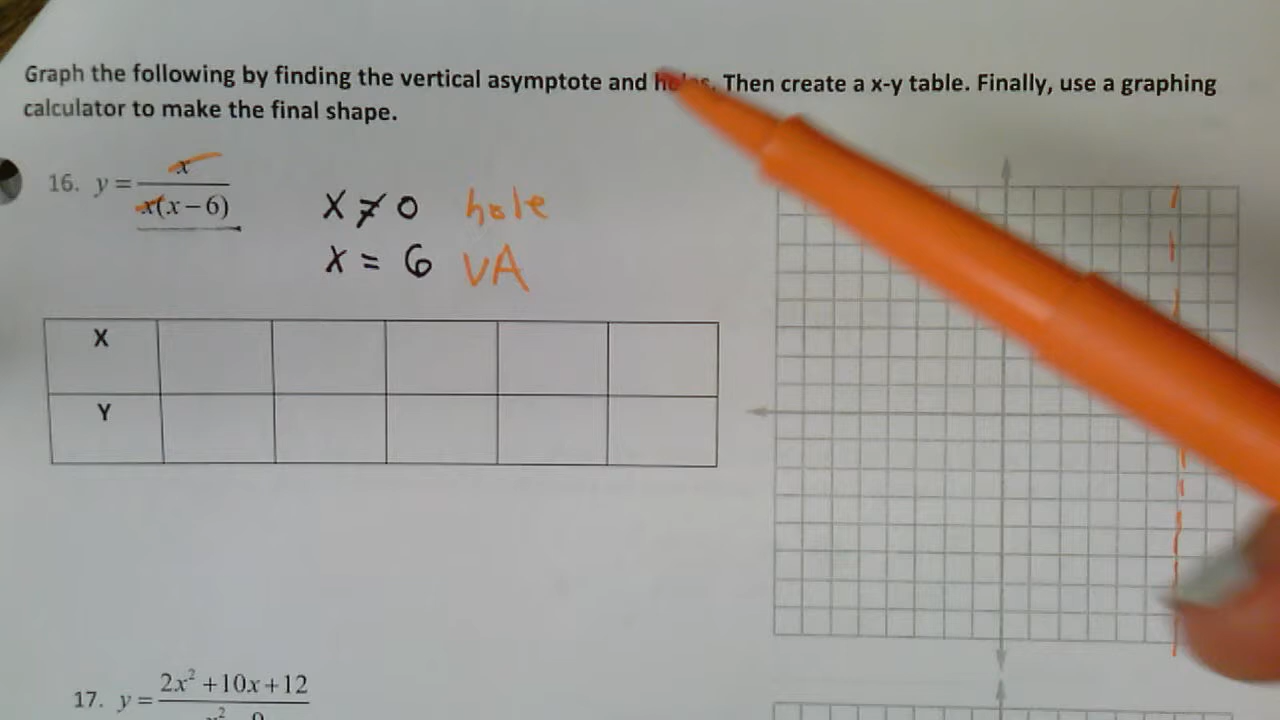 Graph the following by finding the vertical asymptote and holes. Then create a x-y table. Finally, use a graphing
calculator to make the final shape.
16. y = x / x(x−6)
x ≠ 0 hole
x = 6 VA
X
Y
17. y = 2x² +10x+12